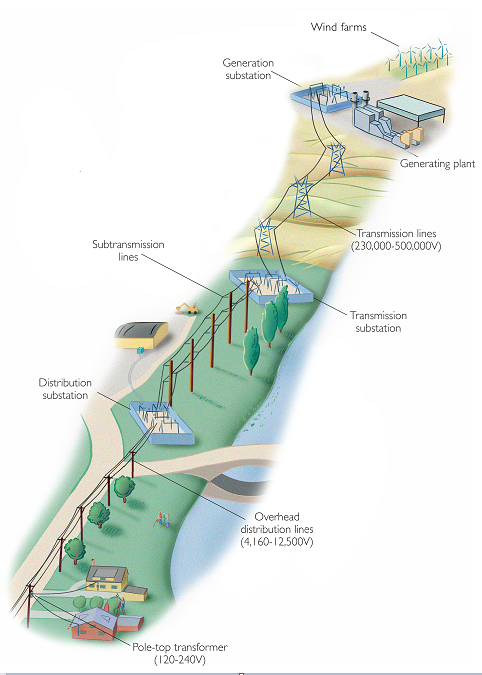 Wind farms
Generation
substation
Generating plant
Transmission lines
(230,000-500,000V)
Subtransmission
lines
Transmission
substation
Distribution
substation
Overhead
distribution lines
(4,160-12,500V)
Pole-top transformer
(120-240V)